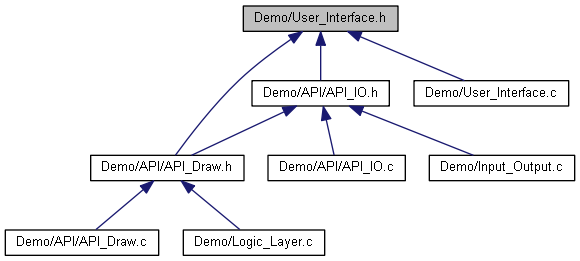 Demo/User_Interface.h
Demo/API/API_IO.h
Demo/User_Interface.c
Demo/API/API_Draw.h
Demo/API/API_IO.c
Demo/Input_Output.c
Demo/API/API_Draw.c
Demo/Logic_Layer.c